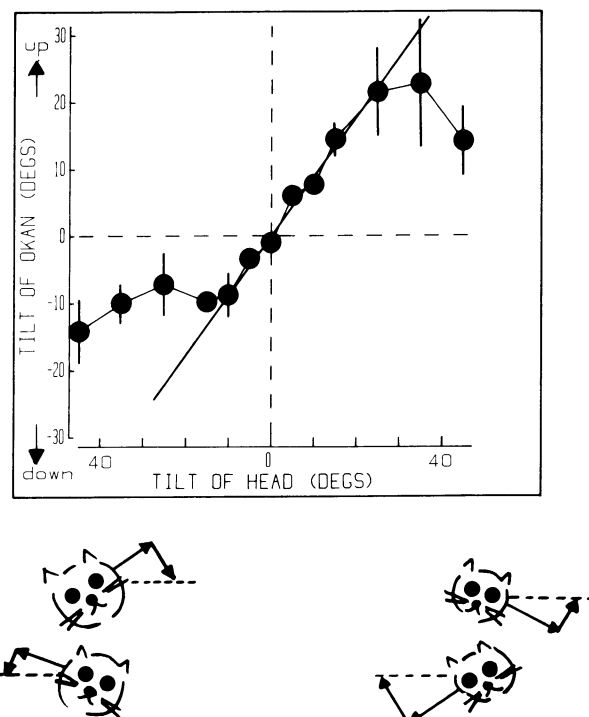 up
30
20
10
0
-10
-20
-30
down
TILT OF OKAN (DEGS)
40 0 40
TILT OF HEAD (DEGS)